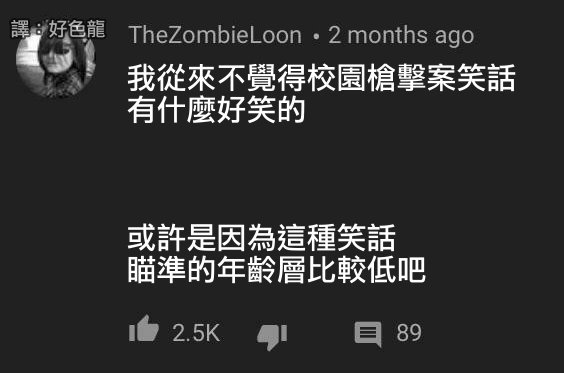 譯：好色龍
TheZombieLoon • 2 months ago
我從來不覺得校園槍擊案笑話
有什麼好笑的
或許是因為這種笑話
瞄準的年齡層比較低吧
2.5K
89